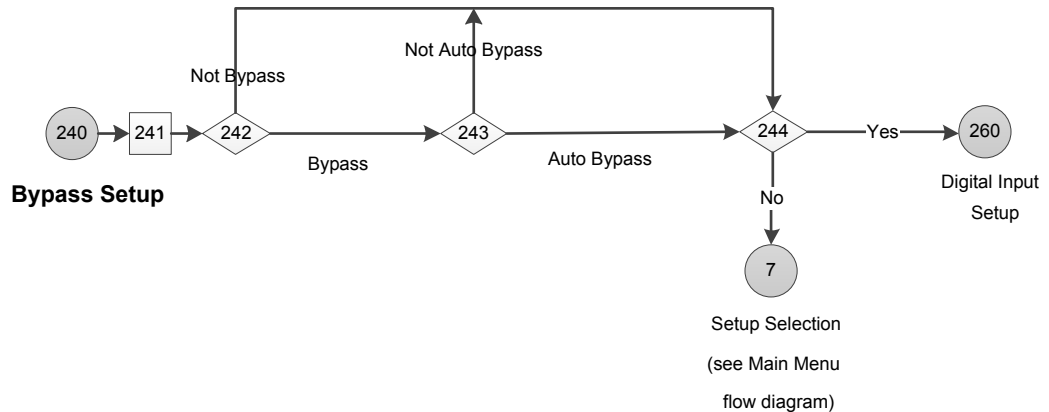 Not Bypass
Not Auto Bypass
240
241
242
243
244
Yes
260
Bypass
Auto Bypass
Bypass Setup
Digital Input
Setup
No
7
Setup Selection
(see Main Menu
flow diagram)